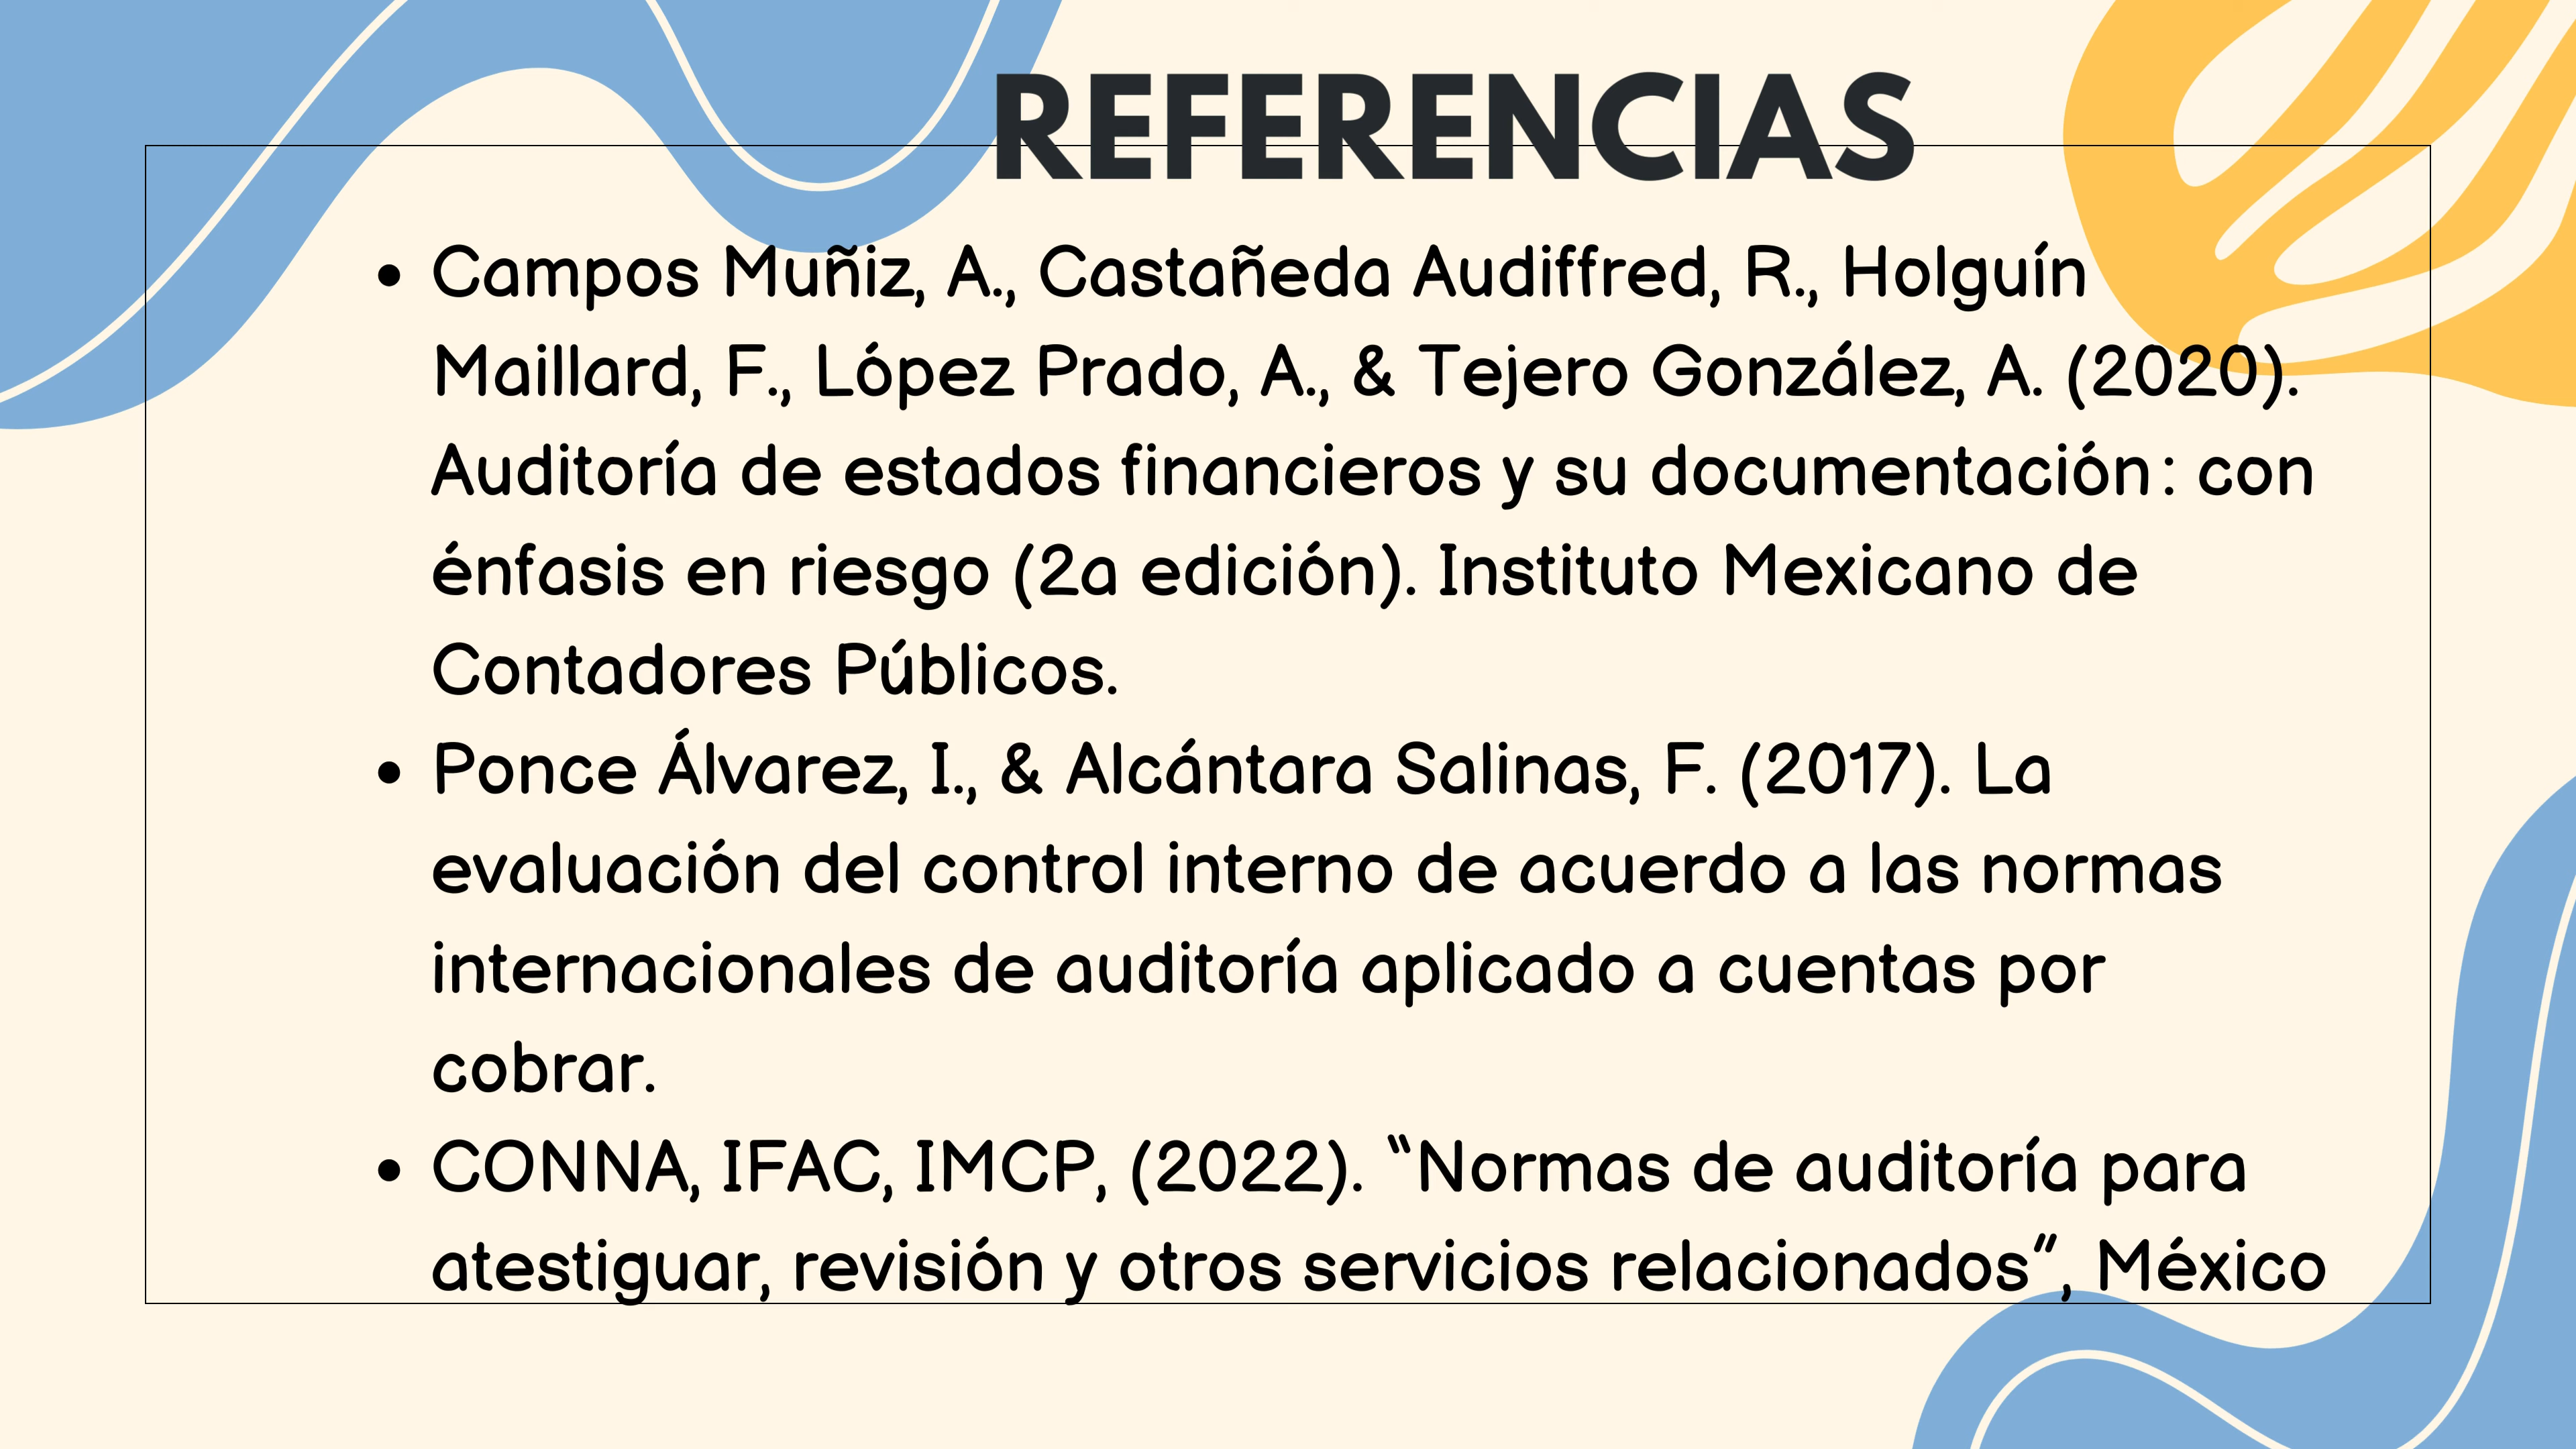 REFERENCIAS
• Campos Muñiz, A., Castañeda Audiffred, R., Holguín
Maillard, F., López Prado, A., & Tejero González, A. (2020).
Auditoría de estados financieros y su documentación : con
énfasis en riesgo (2a edición). Instituto Mexicano de
Contadores Públicos.
• Ponce Álvarez, I., & Alcántara Salinas, F. (2017). La
evaluación del control interno de acuerdo a las normas
internacionales de auditoría aplicado a cuentas por
cobrar.
• CONNA, IFAC, IMCP, (2022). “Normas de auditoría para
atestiguar, revisión y otros servicios relacionados”, México